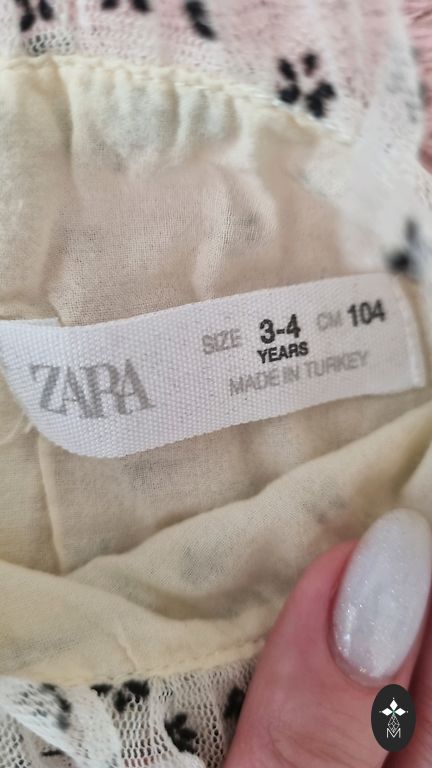 ZARA
SIZE 3-4 CM 104
YEARS
MADE IN TURKEY
M